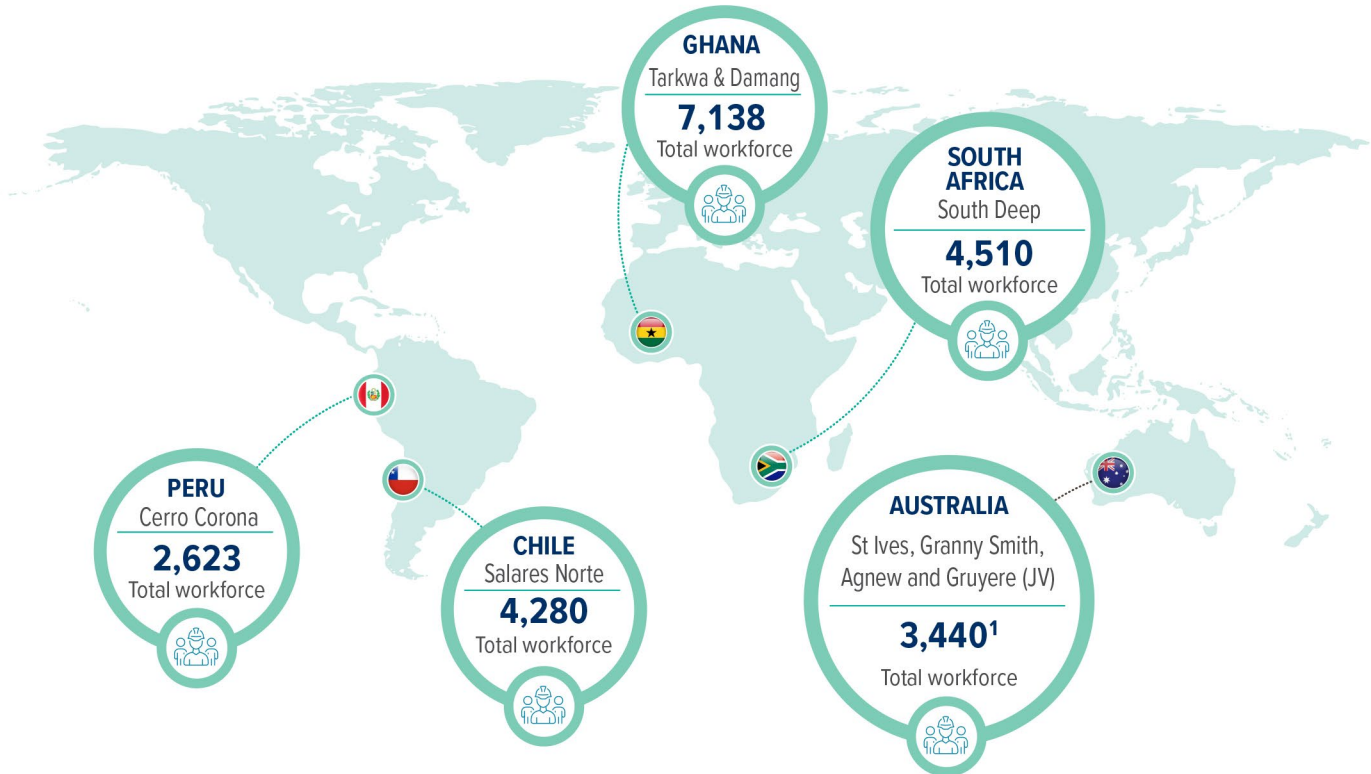 GHANA
Tarkwa & Damang
7,138
Total workforce
SOUTH
AFRICA
South Deep
4,510
Total workforce
PERU
Cerro Corona
2,623
Total workforce
CHILE
Salares Norte
4,280
Total workforce
AUSTRALIA
St Ives, Granny Smith,
Agnew and Gruyere (JV)
3,440¹
Total workforce